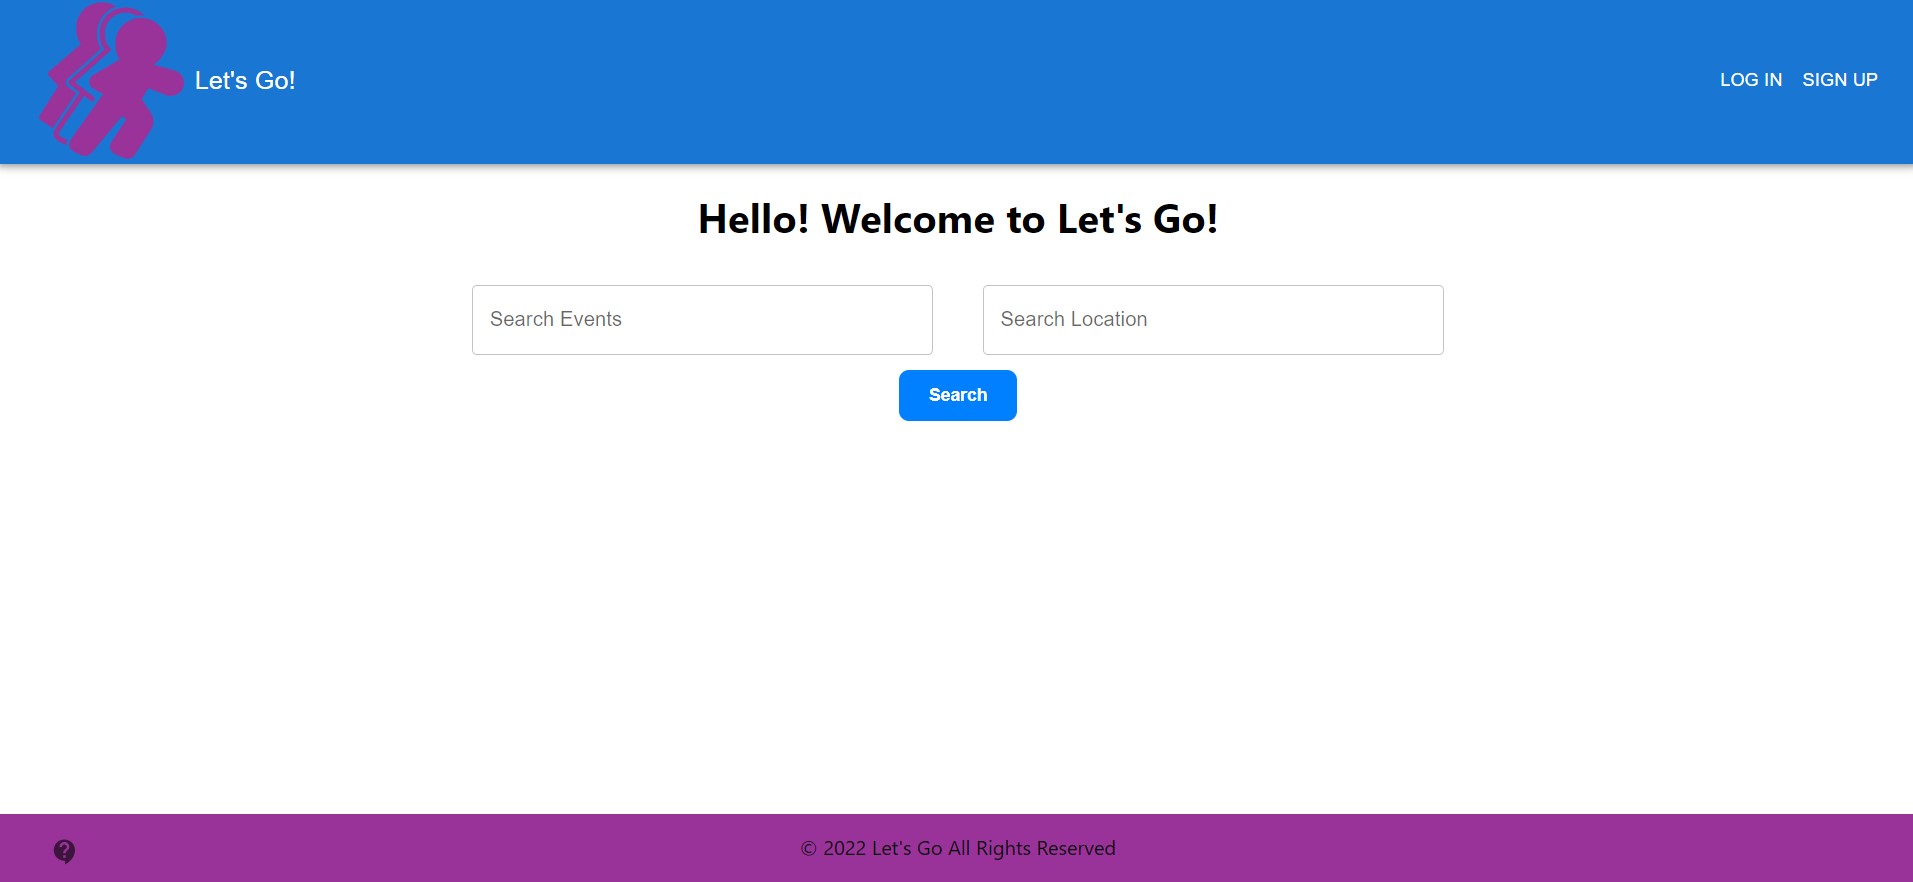 Let's Go!
LOG IN SIGN UP
Hello! Welcome to Let's Go!
Search Events
Search Location
Search
© 2022 Let's Go All Rights Reserved